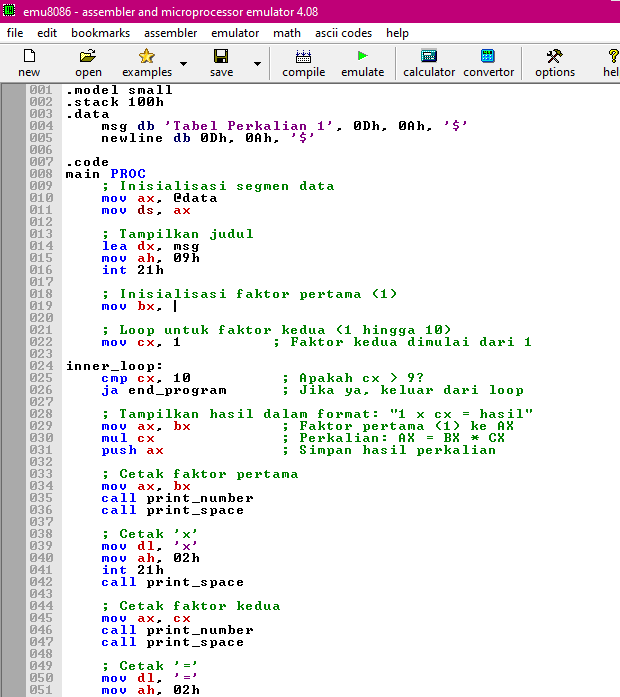 emu8086 - assembler and microprocessor emulator 4.08
file edit bookmarks assembler emulator math ascii codes help
new open examples save compile emulate calculator convertor options
001 .model small
002 .stack 100h
003 .data
004 msg db 'Tabel Perkalian 1', 0Dh, 0Ah, '$'
005 newline db 0Dh, 0Ah, '$'
006
007 .code
008 main PROC
009 ; Inisialisasi segmen data
010 mov ax, @data
011 mov ds, ax
012
013 ; Tampilkan judul
014 lea dx, msg
015 mov ah, 09h
016 int 21h
017
018 ; Inisialisasi faktor pertama (1)
019 mov bx,
020
021 ; Loop untuk faktor kedua (1 hingga 10)
022 mov cx, 1 ; Faktor kedua dimulai dari 1
023
024 inner_loop:
025 cmp cx, 10 ; Apakah cx > 9?
026 ja end_program ; Jika ya, keluar dari loop
027
028 ; Tampilkan hasil dalam format: "1 x cx = hasil"
029 mov ax, bx ; Faktor pertama (1) ke AX
030 mul cx ; Perkalian: AX = BX * CX
031 push ax ; Simpan hasil perkalian
032
033 ; Cetak faktor pertama
034 mov ax, bx
035 call print_number
036 call print_space
037
038 ; Cetak 'x'
039 mov dl, 'x'
040 mov ah, 02h
041 int 21h
042 call print_space
043
044 ; Cetak faktor kedua
045 mov ax, cx
046 call print_number
047 call print_space
048
049 ; Cetak '='
050 mov dl, '='
051 mov ah, 02h